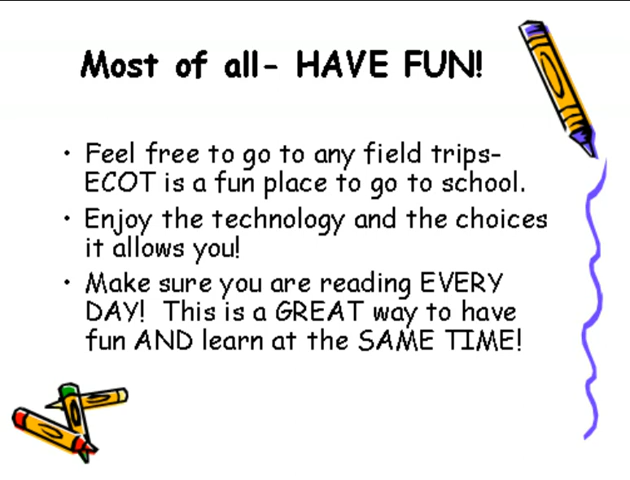 Most of all- HAVE FUN!
• Feel free to go to any field trips-
ECOT is a fun place to go to school.
• Enjoy the technology and the choices
it allows you!
• Make sure you are reading EVERY
DAY!  This is a GREAT way to have
fun AND learn at the SAME TIME!